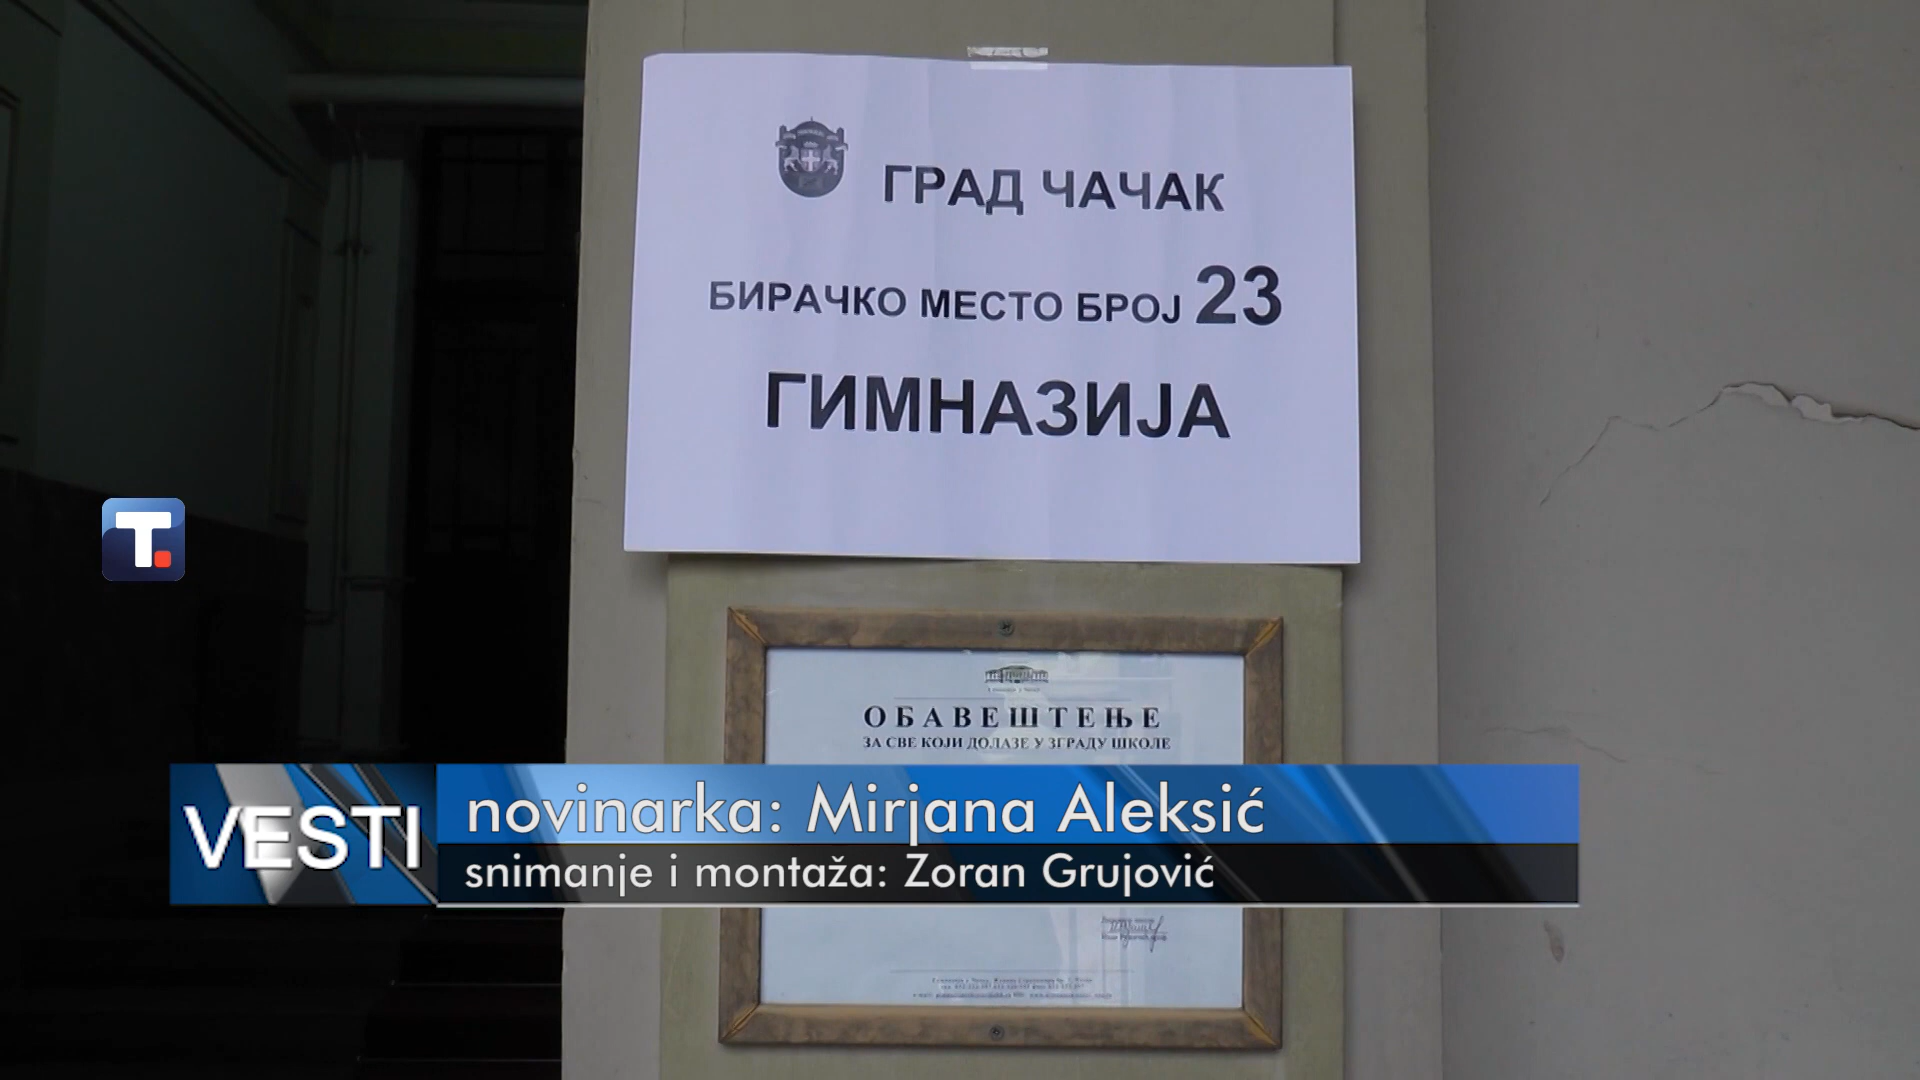 ГРАД ЧАЧАК
БИРАЧКО МЕСТО БРОЈ 23
ГИМНАЗИЈА
T.
ОБАВЕШТЕЊЕ
ЗА СВЕ КОЈИ ДОЛАЗЕ У ЗГРАДУ ШКОЛЕ
VESTI
novinarka: Mirjana Aleksić
snimanje i montaža: Zoran Grujović